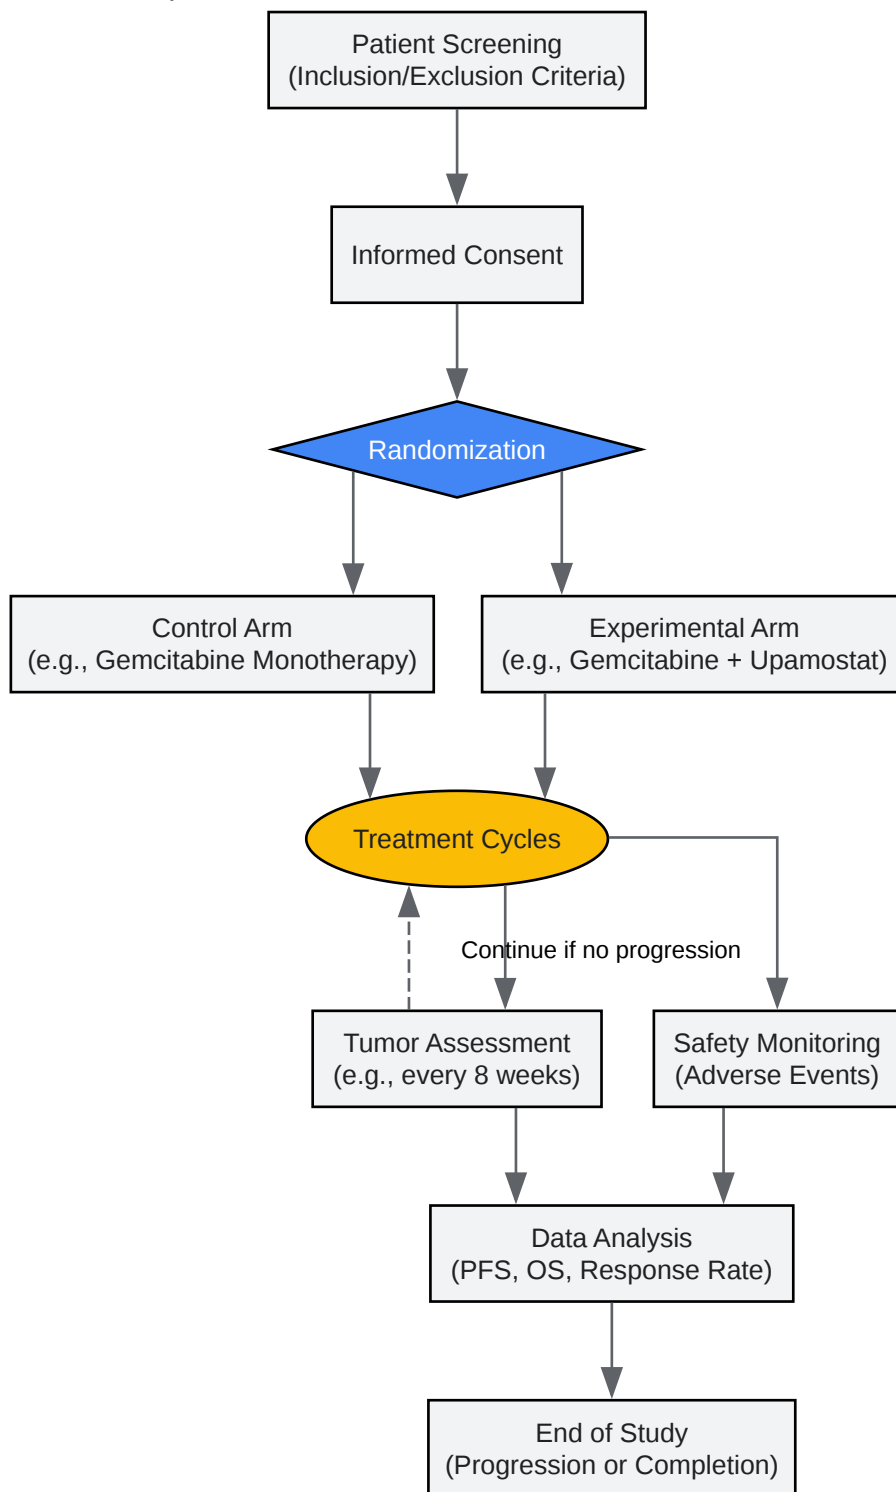 Patient Screening
(Inclusion/Exclusion Criteria)
Informed Consent
Randomization
Control Arm
(e.g., Gemcitabine Monotherapy)
Experimental Arm
(e.g., Gemcitabine + Upamostat)
Treatment Cycles
Continue if no progression
Tumor Assessment
(e.g., every 8 weeks)
Safety Monitoring
(Adverse Events)
Data Analysis
(PFS, OS, Response Rate)
End of Study
(Progression or Completion)